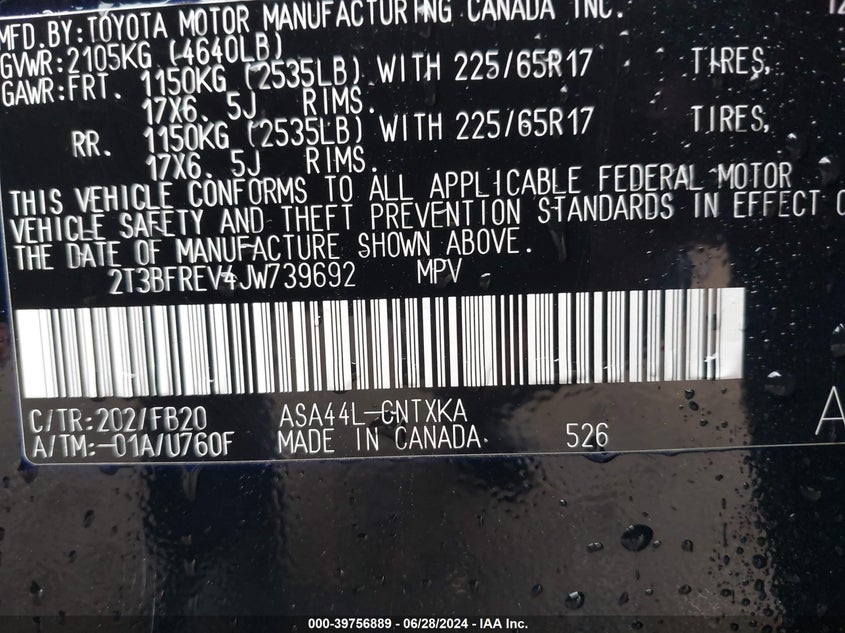 MFD.BY:TOYOTA MOTOR MANUFACTURING CANADA INC. 12
GVWR:2105KG (4640LB)
GAWR:FRT. 1150KG (2535LB) WITH 225/65R17 TIRES,
17X6. 5J RIMS.
RR. 1150KG (2535LB) WITH 225/65R17 TIRES,
17X6. 5J RIMS.
THIS VEHICLE CONFORMS TO ALL APPLICABLE FEDERAL MOTOR
VEHICLE SAFETY AND THEFT PREVENTION STANDARDS IN EFFECT O
THE DATE OF MANUFACTURE SHOWN ABOVE.
2T3BFREV4JW739692 MPV
C/TR:202/FB20 ASA44L-CNTXKA A
A/TM:-01A/U760F MADE IN CANADA 526
000-39756889 - 06/28/2024 - IAA Inc.